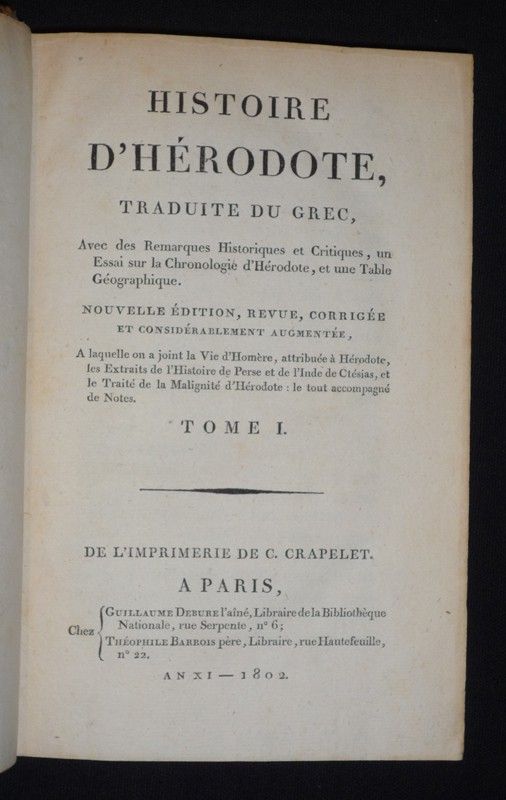 HISTOIRE
D'HÉRODOTE,
TRADUITE DU GREC,
Avec des Remarques Historiques et Critiques, un
Essai sur la Chronologie d'Hérodote, et une Table
Géographique.
NOUVELLE ÉDITION, REVUE, CORRIGÉE
ET CONSIDÉRABLEMENT AUGMENTÉE,
A laquelle on a joint la Vie d'Homère, attribuée à Hérodote,
les Extraits de l'Histoire de Perse et de l'Inde de Ctésias, et
le Traité de la Malignité d'Hérodote : le tout accompagné
de Notes.
TOME I.
DE L'IMPRIMERIE DE C. CRAPELET.
A PARIS,
Chez
GUILLAUME DEBURE l'aîné, Libraire de la Bibliothèque
Nationale, rue Serpente, n° 6;
THÉOPHILE BARROIS père, Libraire, rue Hautefeuille,
n° 22.
AN XI — 1802.